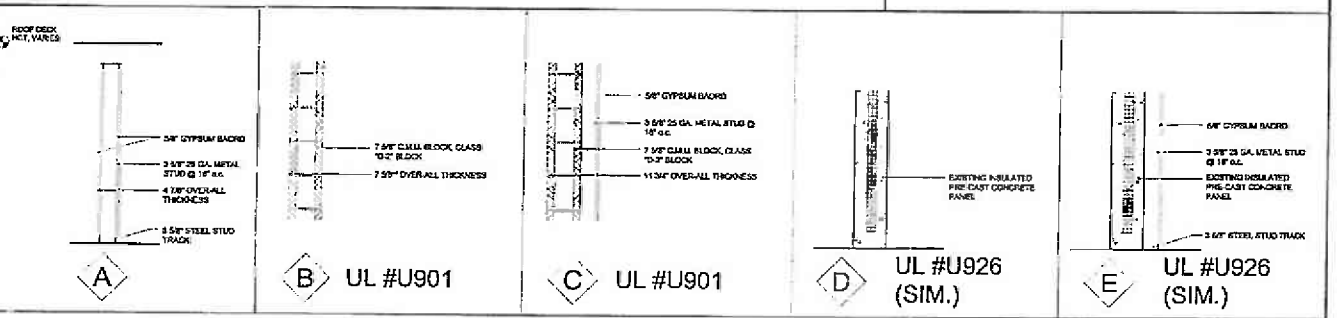 ROOF DECK
HGT. VARIES
5/8" GYPSUM BAORD
3 5/8" 25 GA. METAL
STUD @ 16" o.c.
4 7/8" OVER-ALL
THICKNESS
3 5/8" STEEL STUD
TRACK
A
7 5/8" C.M.U. BLOCK, CLASS
"D-2" BLOCK
7 5/8" OVER-ALL THICKNESS
B
UL #U901
5/8" GYPSUM BAORD
3 5/8" 25 GA. METAL STUD @
16" o.c.
7 5/8" C.M.U. BLOCK, CLASS
BLOCK
11 3/4" OVER-ALL THICKNESS
C
UL #U901
EXISTING INSULATED
PRE-CAST CONCRETE
PANEL
D
UL #U926
(SIM.)
5/8" GYPSUM BAORD
3 5/8" 25 GA. METAL STUD
@ 16" o.c.
EXISTING INSULATED
PRE-CAST CONCRETE
PANEL
3 5/8" STEEL STUD TRACK
E
UL #U926
(SIM.)